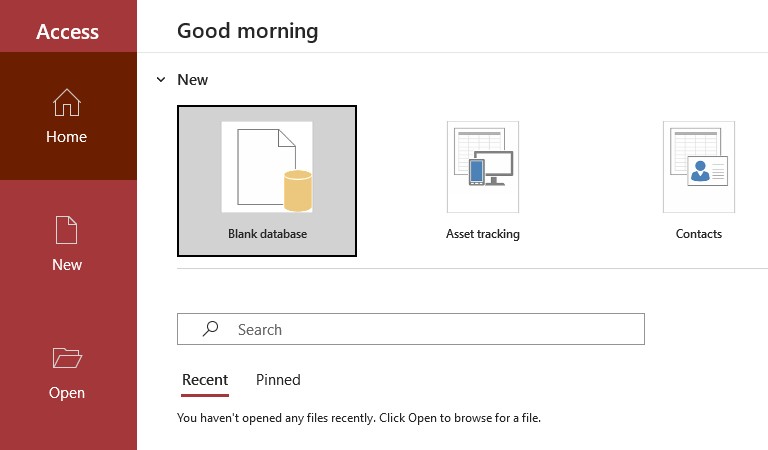 Access
Good morning
Home
New
Blank database
Asset tracking
Contacts
New
Search
Open
Recent
Pinned
You haven't opened any files recently. Click Open to browse for a file.